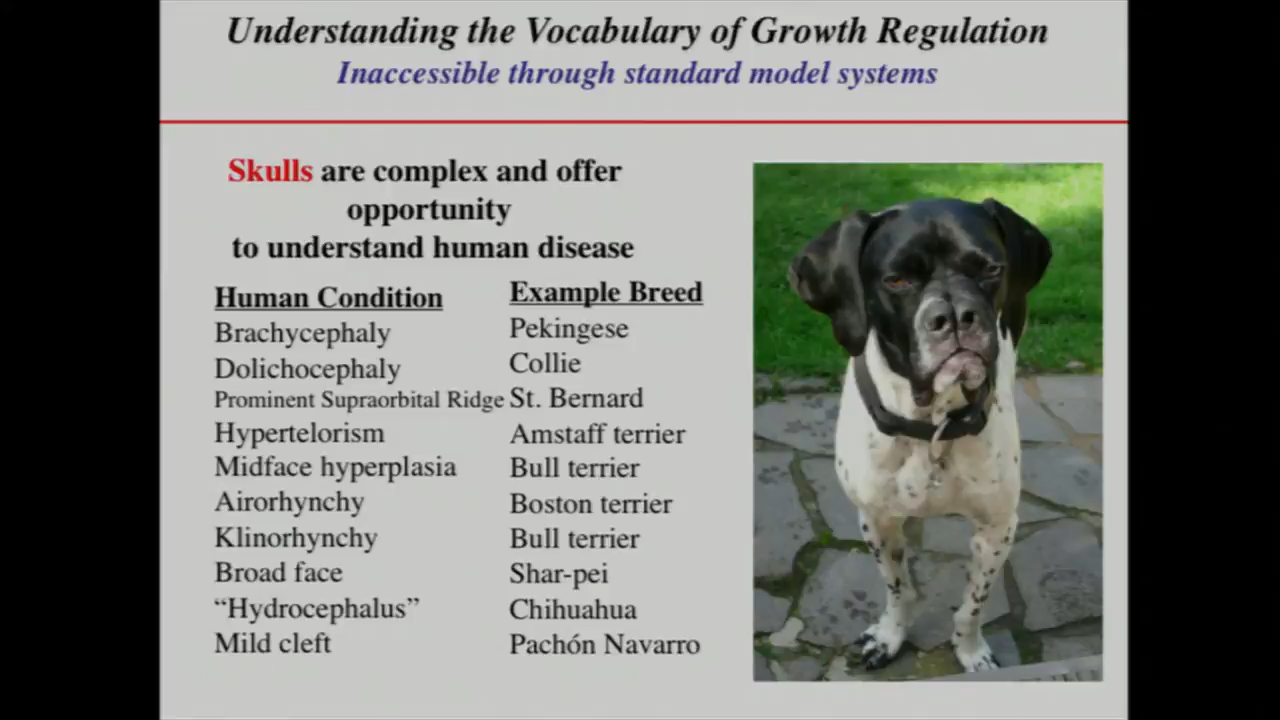 Understanding the Vocabulary of Growth Regulation
Inaccessible through standard model systems
Skulls are complex and offer
opportunity
to understand human disease
Human Condition Example Breed
Brachycephaly Pekingese
Dolichocephaly Collie
Prominent Supraorbital Ridge St. Bernard
Hypertelorism Amstaff terrier
Midface hyperplasia Bull terrier
Airorhynchy Boston terrier
Klinorhynchy Bull terrier
Broad face Shar-pei
“Hydrocephalus” Chihuahua
Mild cleft Pachón Navarro